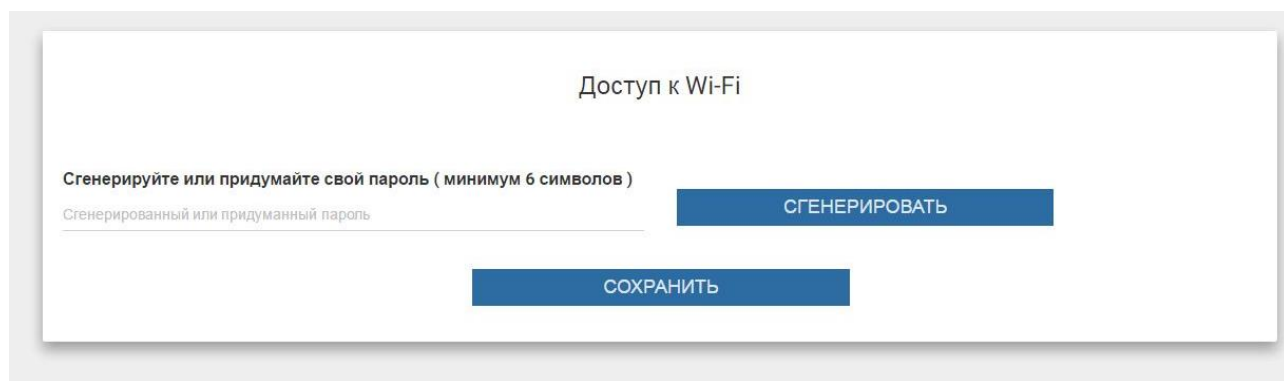 Доступ к Wi-Fi
Сгенерируйте или придумайте свой пароль ( минимум 6 символов )
Сгенерированный или придуманный пароль
СГЕНЕРИРОВАТЬ
СОХРАНИТЬ